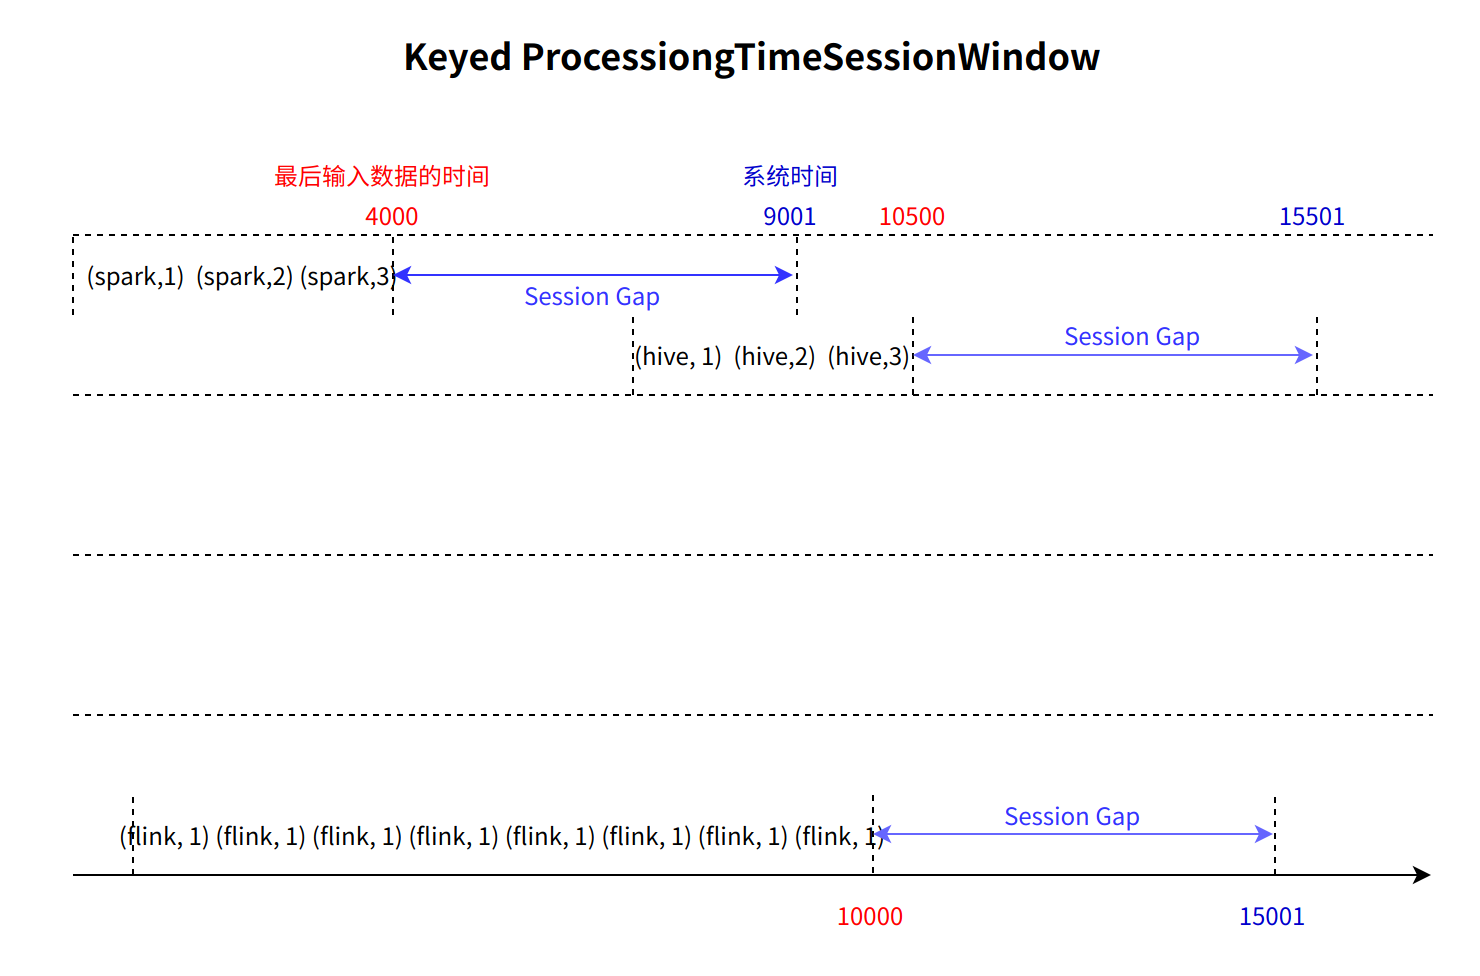 Keyed ProcessiongTimeSessionWindow
最后输入数据的时间 系统时间
4000 9001 10500 15501
(spark,1) (spark,2) (spark,3)
Session Gap
Session Gap
(hive, 1) (hive,2) (hive,3)
Session Gap
(flink, 1) (flink, 1) (flink, 1) (flink, 1) (flink, 1) (flink, 1) (flink, 1) (flink, 1)
10000 15001